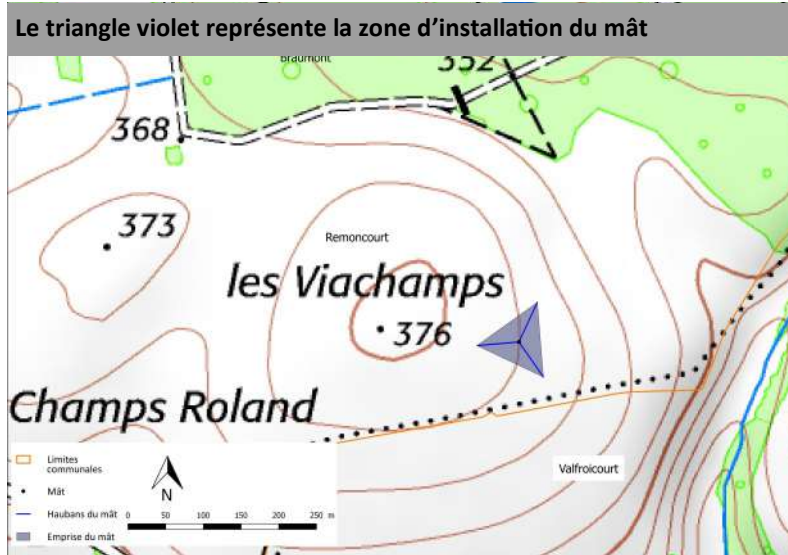 Le triangle violet représente la zone d'installation du mât
Braumont
352
368
373
Remoncourt
les Viachamps
376
Champs Roland
Valfroicourt
Limites
communales
Mât
Haubans du mât
Emprise du mât
N
0 50 100 150 200 250 m